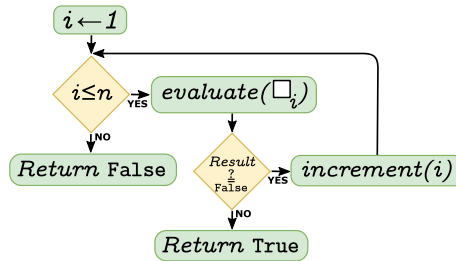 i ← 1
i≤n
YES
evaluate(□i)
NO
Return False
Result
?
=
False
YES
increment(i)
NO
Return True